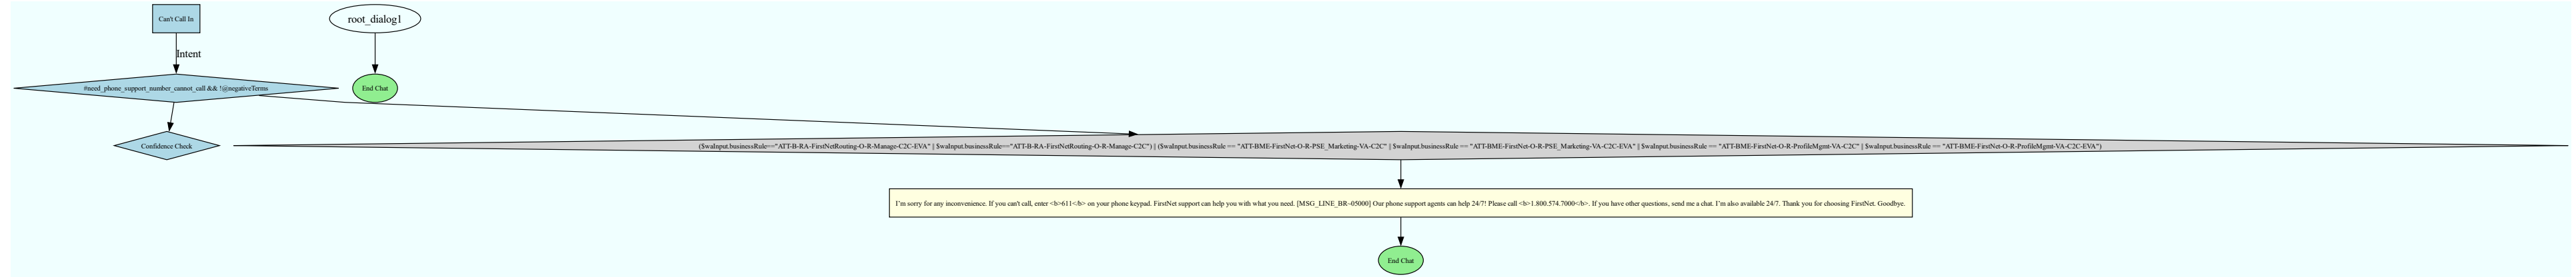 Can't Call In
root_dialog1
Intent
#need_phone_support_number_cannot_call && !@negativeTerms
End Chat
Confidence Check
($waInput.businessRule=="ATT-B-RA-FirstNetRouting-O-R-Manage-C2C-EVA" || $waInput.businessRule=="ATT-B-RA-FirstNetRouting-O-R-Manage-C2C") || ($waInput.businessRule == "ATT-BME-FirstNet-O-R-PSE_Marketing-VA-C2C" || $waInput.businessRule == "ATT-BME-FirstNet-O-R-PSE_Marketing-VA-C2C-EVA" || $waInput.businessRule == "ATT-BME-FirstNet-O-R-ProfileMgmt-VA-C2C" || $waInput.businessRule == "ATT-BME-FirstNet-O-R-ProfileMgmt-VA-C2C-EVA")
I’m sorry for any inconvenience. If you can't call, enter <b>611</b> on your phone keypad. FirstNet support can help you with what you need. [MSG_LINE_BR~05000] Our phone support agents can help 24/7! Please call <b>1.800.574.7000</b>. If you have other questions, send me a chat. I’m also available 24/7. Thank you for choosing FirstNet. Goodbye.
End Chat